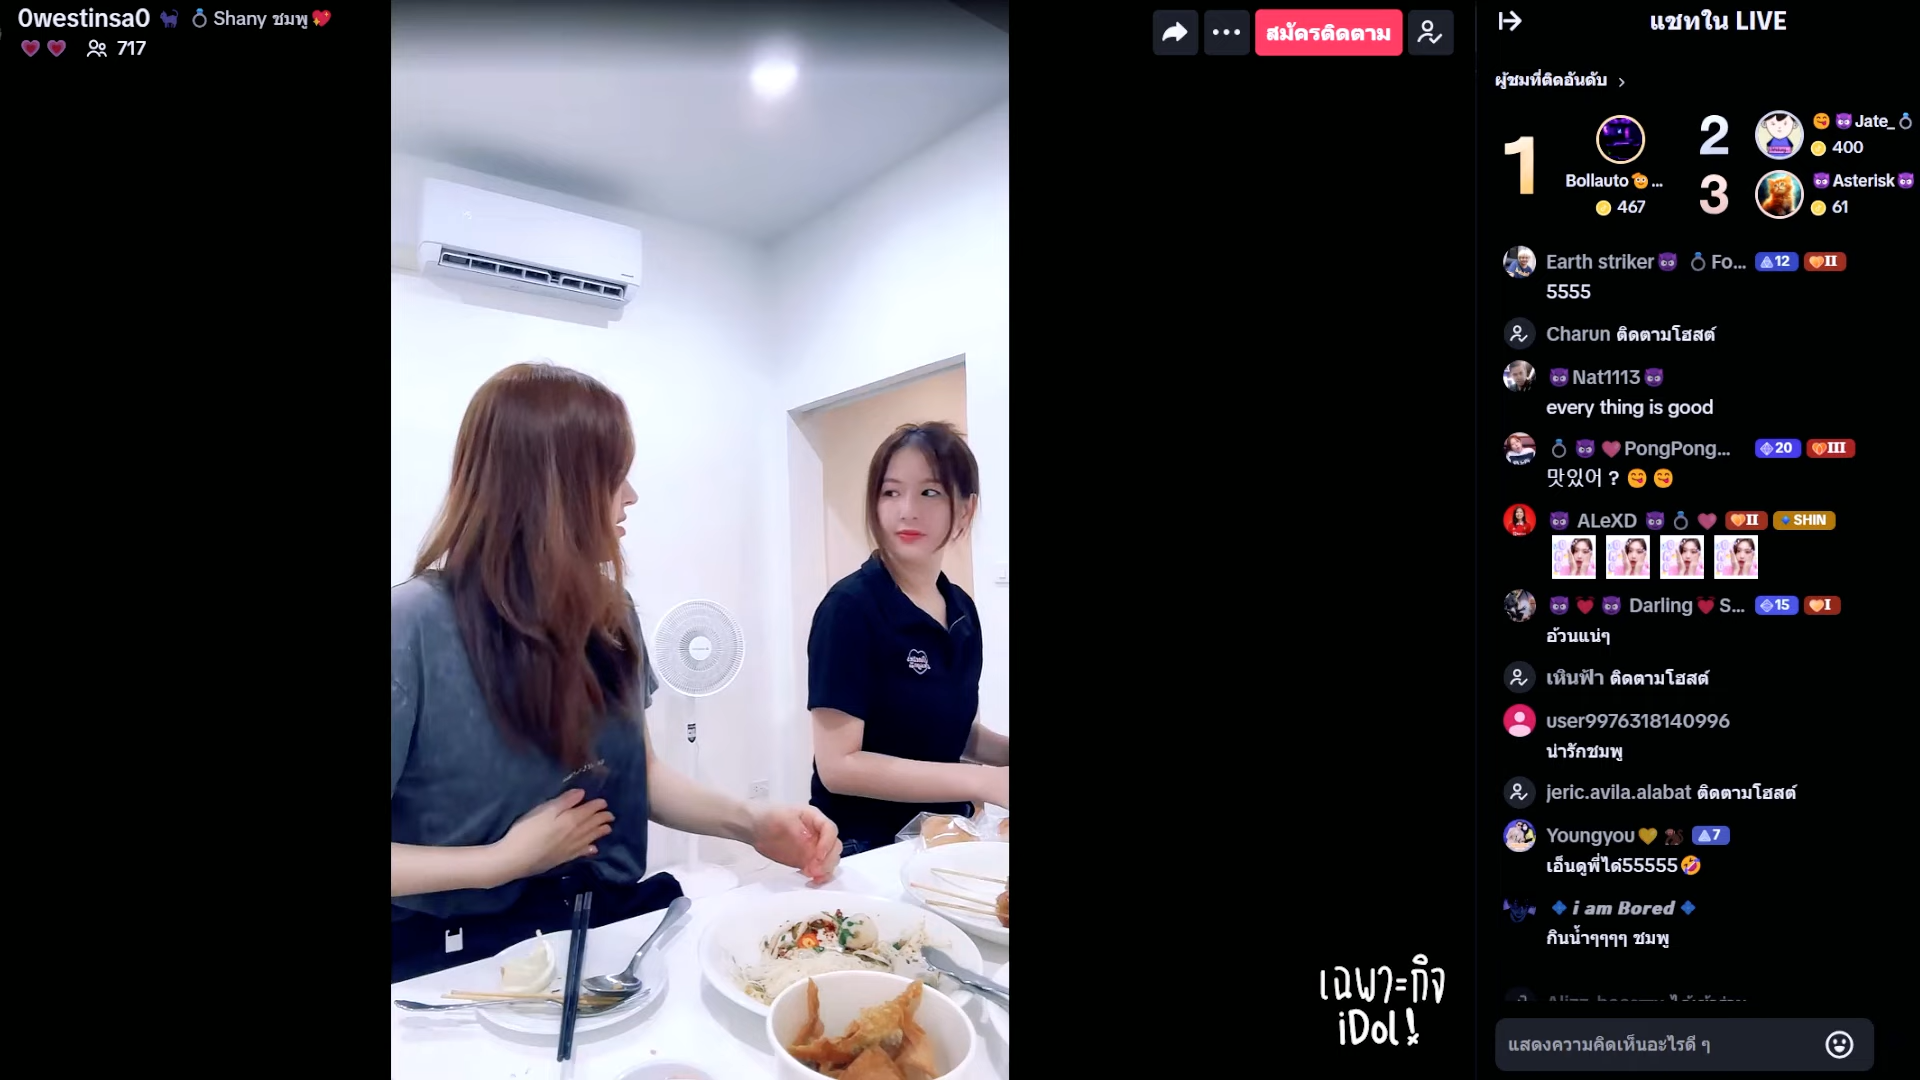 0westinsa0 🐈‍⬛ 💍 Shany ชมพู💖
💗 💗 717
สมัครติดตาม
แชทใน LIVE
ผู้ชมที่ติดอันดับ
1
Bollauto🤠...
467
2
😋😈Jate_💍
400
3
😈Asterisk😈
61
Earth striker😈 💍Fo... 12 II
5555
Charun ติดตามโฮสต์
😈Nat1113😈
every thing is good
💍 😈 💗PongPong... 20 III
맛있어 ? 😋 😋
😈 ALeXD 😈 💍 💗 II SHIN
😈 💗 😈 Darling💗S... 15 I
อ้วนแน่ๆ
เหินฟ้า ติดตามโฮสต์
user9976318140996
น่ารักชมพู
jeric.avila.alabat ติดตามโฮสต์
Youngyou💛 🐿️ 7
เอ็นดูพี่ได๋55555🤣
🔹i am Bored🔹
กินน้ำๆๆๆๆ ชมพู
เฉพาะกิจ
iDol!
แสดงความคิดเห็นอะไรดี ๆ